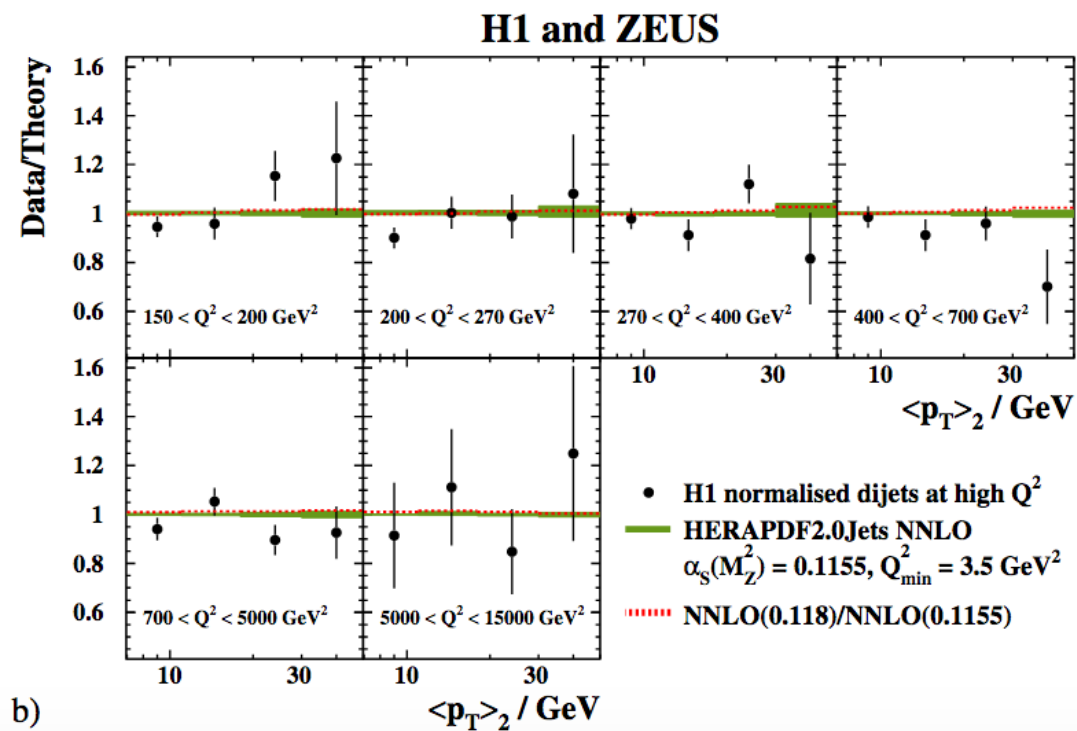 H1 and ZEUS
Data/Theory
1.6
1.4
1.2
1
0.8
0.6
150 < Q² < 200 GeV²
200 < Q² < 270 GeV²
270 < Q² < 400 GeV²
400 < Q² < 700 GeV²
10 30
10 30
<p_T>₂ / GeV
1.6
1.4
1.2
1
0.8
0.6
700 < Q² < 5000 GeV²
5000 < Q² < 15000 GeV²
10 30
10 30
<p_T>₂ / GeV
H1 normalised dijets at high Q²
HERAPDF2.0Jets NNLO
α_S(M_Z²) = 0.1155, Q²_min = 3.5 GeV²
NNLO(0.118)/NNLO(0.1155)
b)